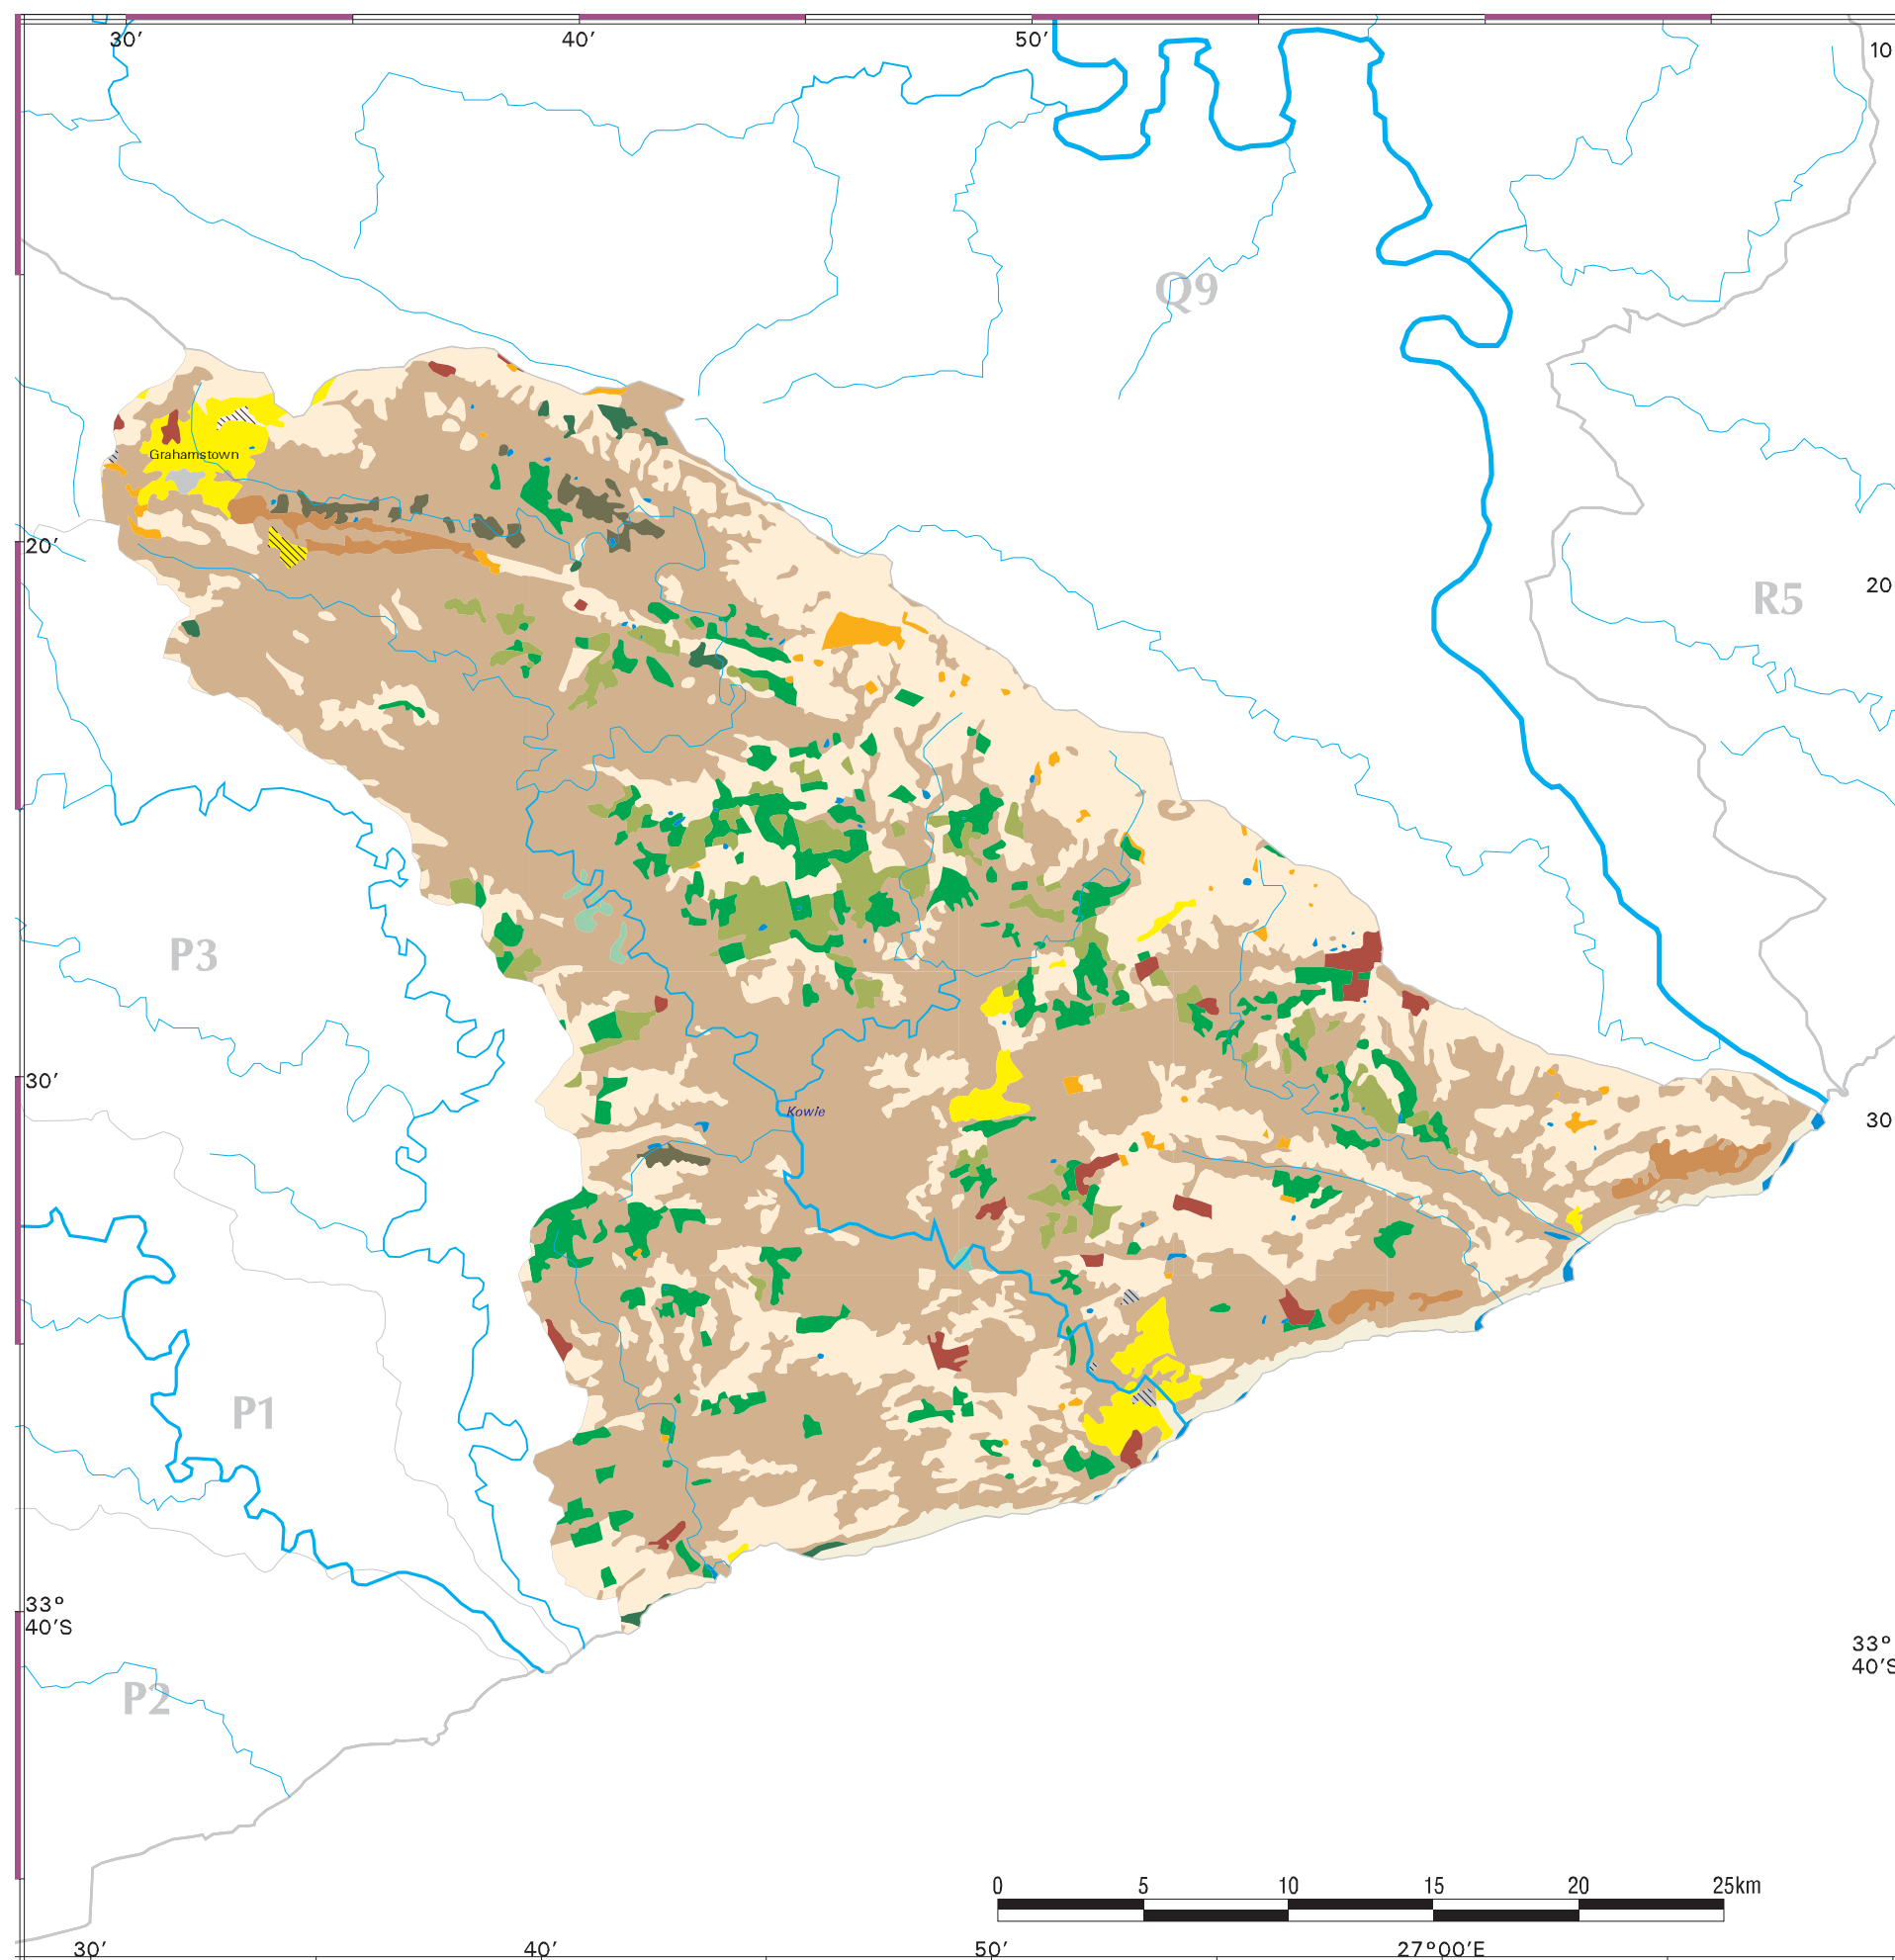 30′ 40′ 50′
10
Q9
Grahamstown
20′
20
R5
P3
30′
Kowie
30
P1
33°
40′S
33°
40′S
P2
0 5 10 15 20 25km
30′ 40′ 50′ 27°00′E